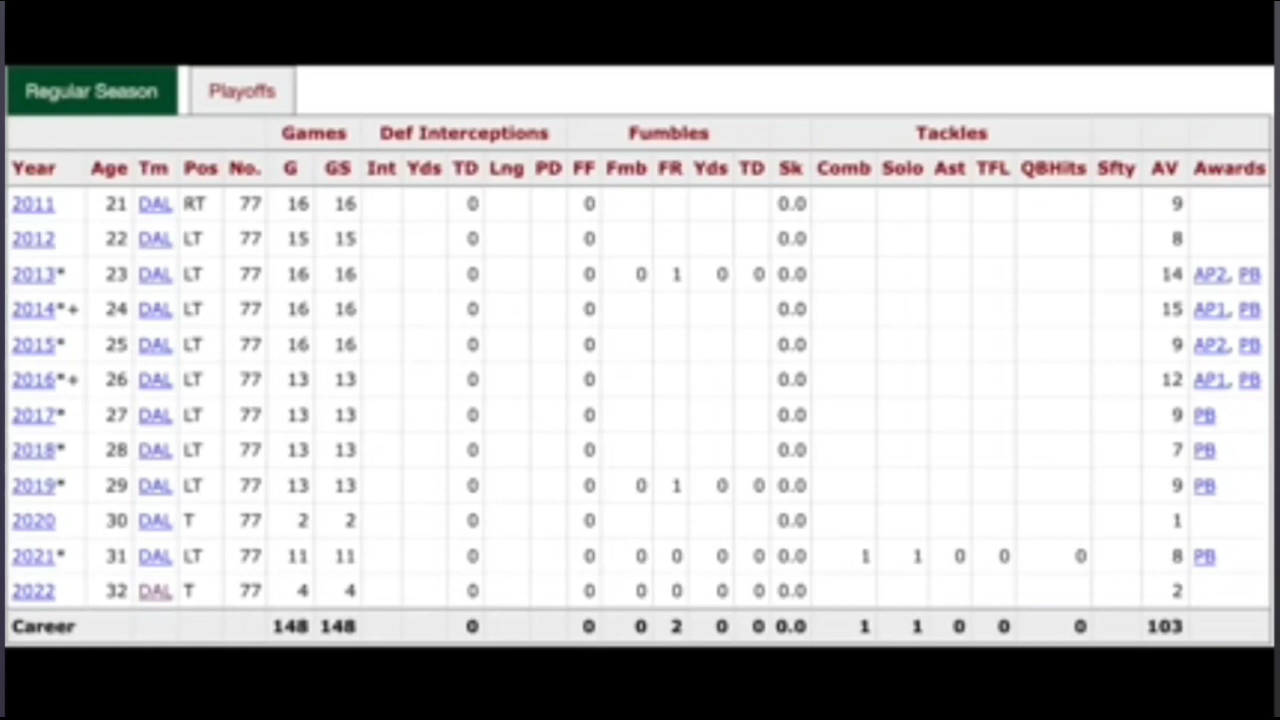 Regular Season Playoffs
Games Def Interceptions Fumbles Tackles
Year Age Tm Pos No. G GS Int Yds TD Lng PD FF Fmb FR Yds TD Sk Comb Solo Ast TFL QBHits Sfty AV Awards
2011 21 DAL RT 77 16 16 0 0 0.0 9
2012 22 DAL LT 77 15 15 0 0 0.0 8
2013* 23 DAL LT 77 16 16 0 0 0 1 0 0 0.0 14 AP2, PB
2014*+ 24 DAL LT 77 16 16 0 0 0.0 15 AP1, PB
2015* 25 DAL LT 77 16 16 0 0 0.0 9 AP2, PB
2016*+ 26 DAL LT 77 13 13 0 0 0.0 12 AP1, PB
2017* 27 DAL LT 77 13 13 0 0 0.0 9 PB
2018* 28 DAL LT 77 13 13 0 0 0.0 7 PB
2019* 29 DAL LT 77 13 13 0 0 0 1 0 0 0.0 9 PB
2020 30 DAL T 77 2 2 0 0 0.0 1
2021* 31 DAL LT 77 11 11 0 0 0 0 0 0 0.0 1 1 0 0 0 8 PB
2022 32 DAL T 77 4 4 0 0 0 0 0 0 0.0 2
Career 148 148 0 0 0 2 0 0 0.0 1 1 0 0 0 103